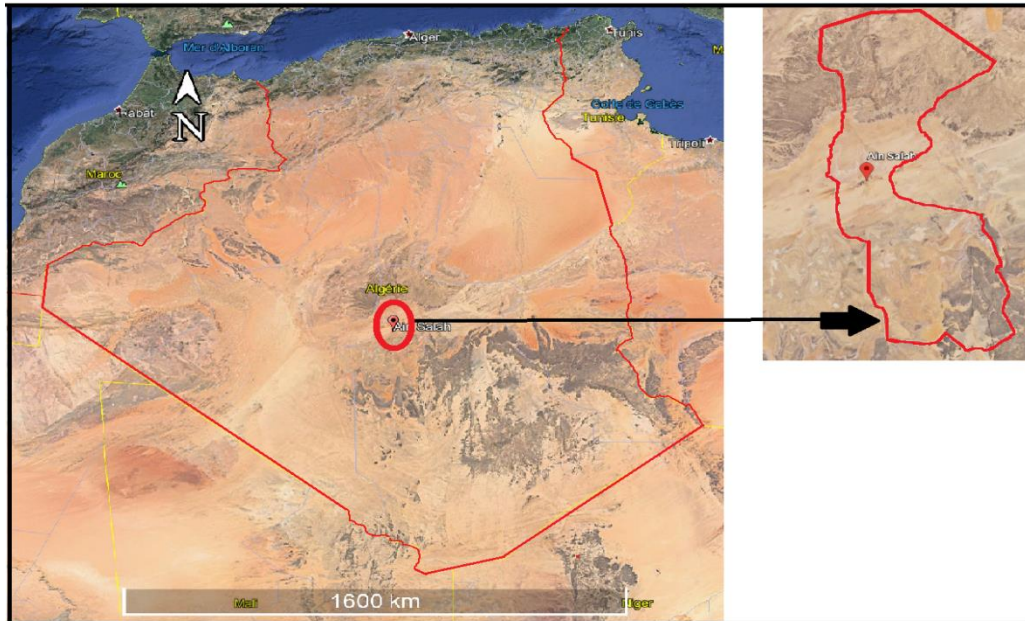 Alger
Tunis
Mer d'Alboran
Rabat
N
Golfe de Gabès
Tunisie
Tripoli
Maroc
Algérie
Ain Salah
Ain Salah
1600 km
Mali
Niger